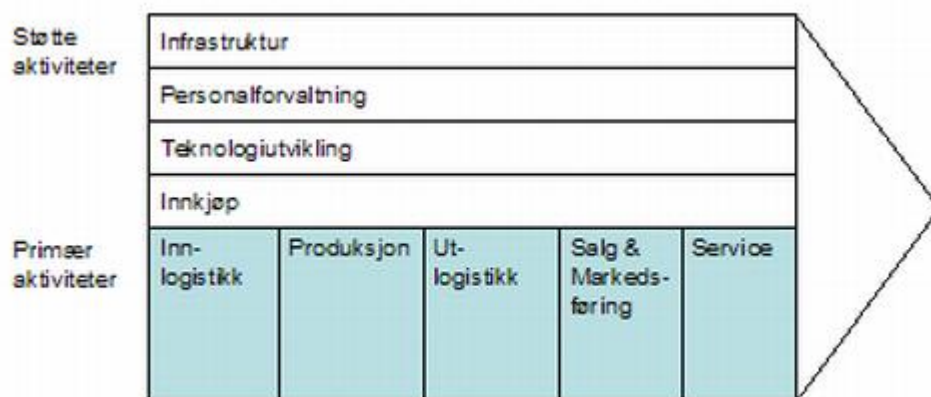 Støtte
aktiviteter
Infrastruktur
Personalforvaltning
Teknologiutvikling
Innkjøp
Primær
aktiviteter
Inn-
logistikk
Produksjon
Ut-
logistikk
Salg &
Markeds-
føring
Service